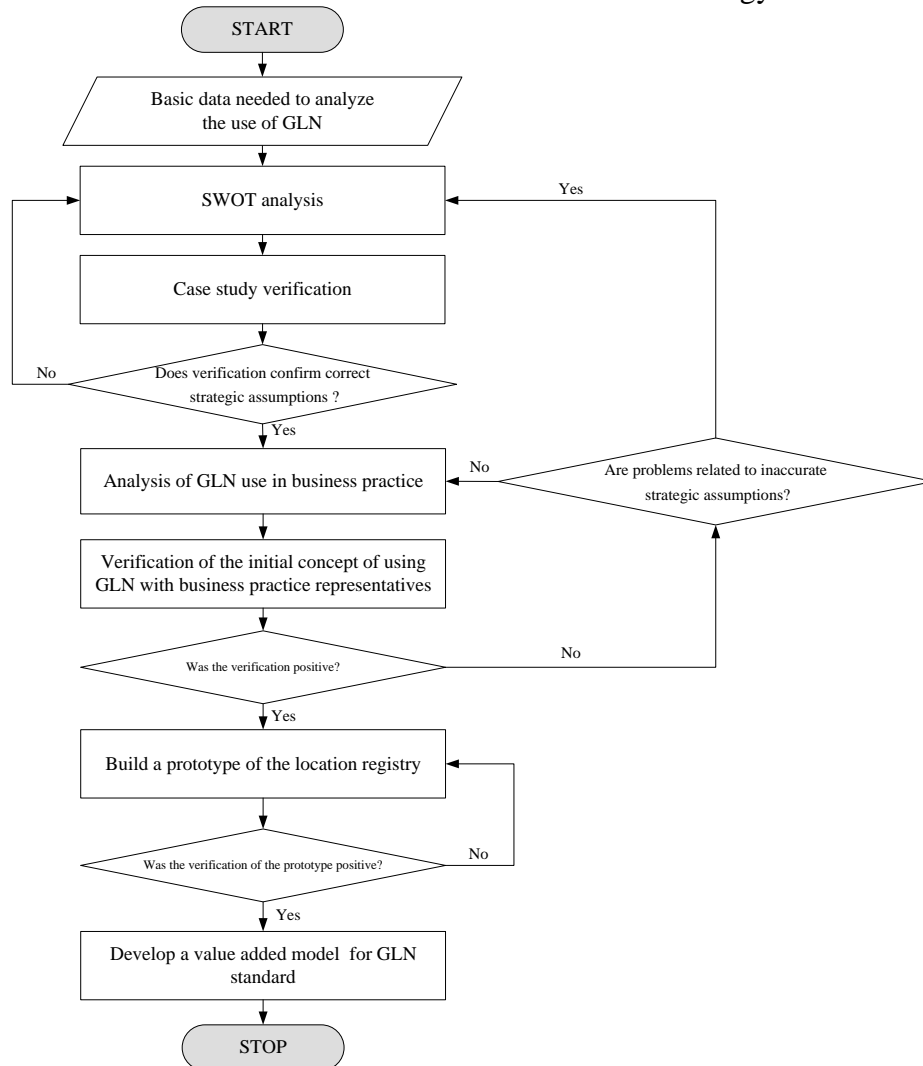 gy
START
Basic data needed to analyze
the use of GLN
SWOT analysis
Yes
Case study verification
No
Does verification confirm correct
strategic assumptions ?
Yes
Analysis of GLN use in business practice
No
Are problems related to inaccurate
strategic assumptions?
Verification of the initial concept of using
GLN with business practice representatives
Was the verification positive?
No
Yes
Build a prototype of the location registry
Was the verification of the prototype positive?
No
Yes
Develop a value added model for GLN
standard
STOP